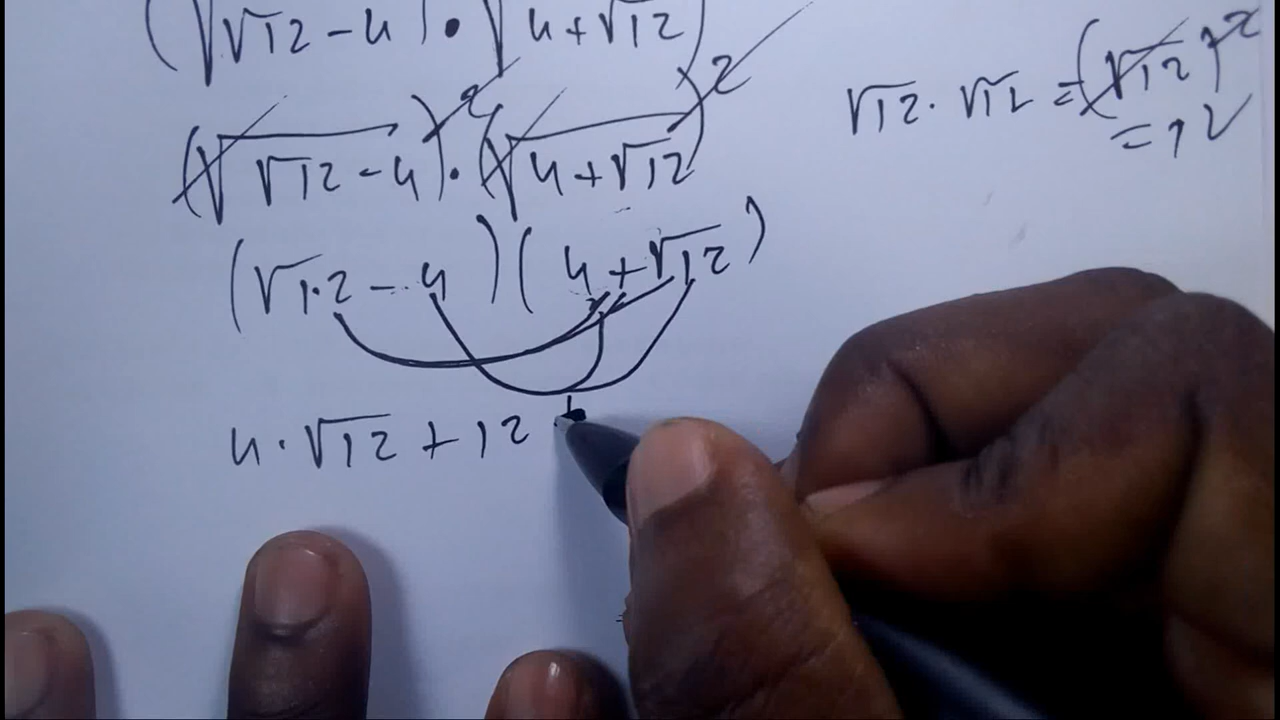 (√√12 - 4) • √4 + √12)
(√√12 - 4)² • (√4 + √12)²
√12 · √12 = (√12)²
= 12
(√12 - 4)(4 + √12)
4 · √12 + 12